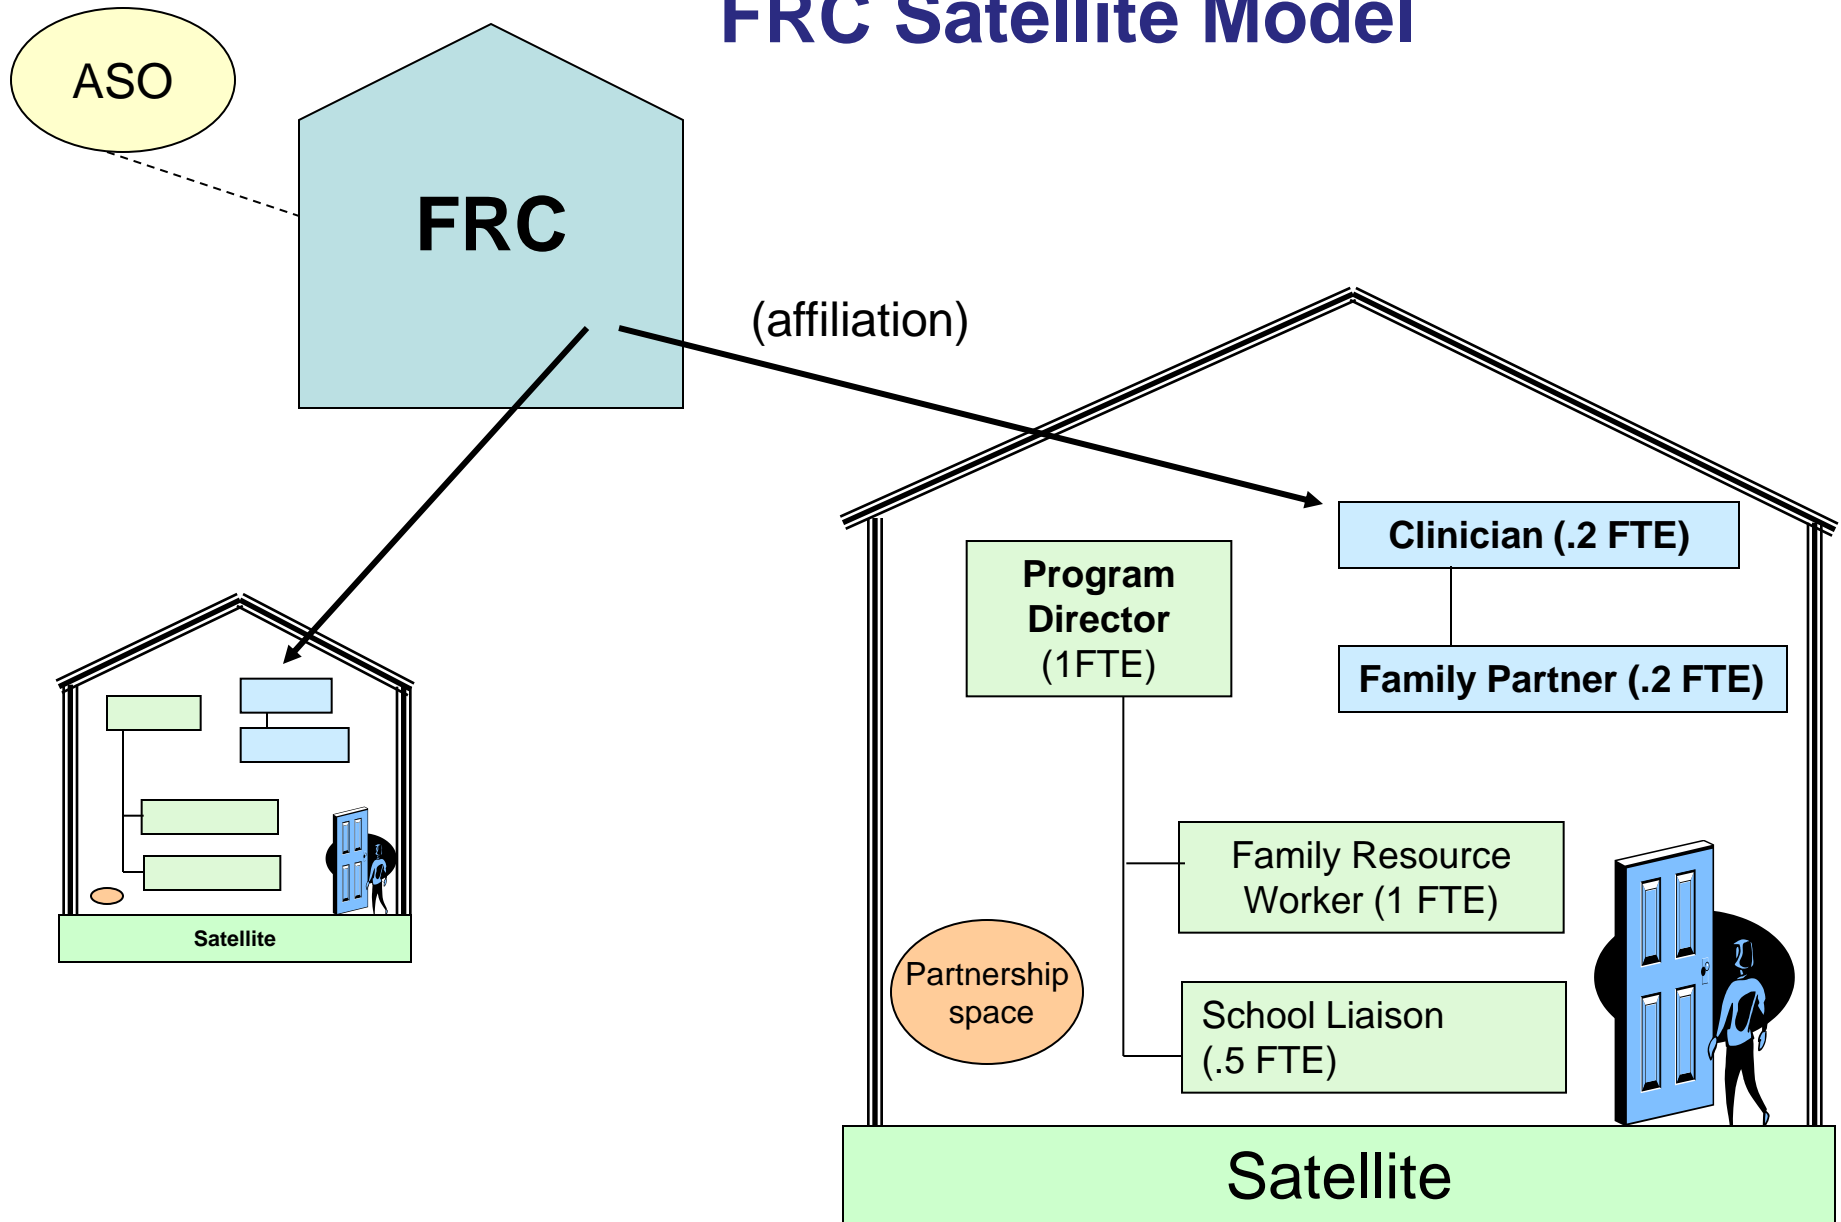 FRC Satellite Model
ASO
FRC
(affiliation)
Clinician (.2 FTE)
Program
Director
(1FTE)
Family Partner (.2 FTE)
Family Resource
Worker (1 FTE)
Partnership
space
School Liaison
(.5 FTE)
Satellite
Satellite